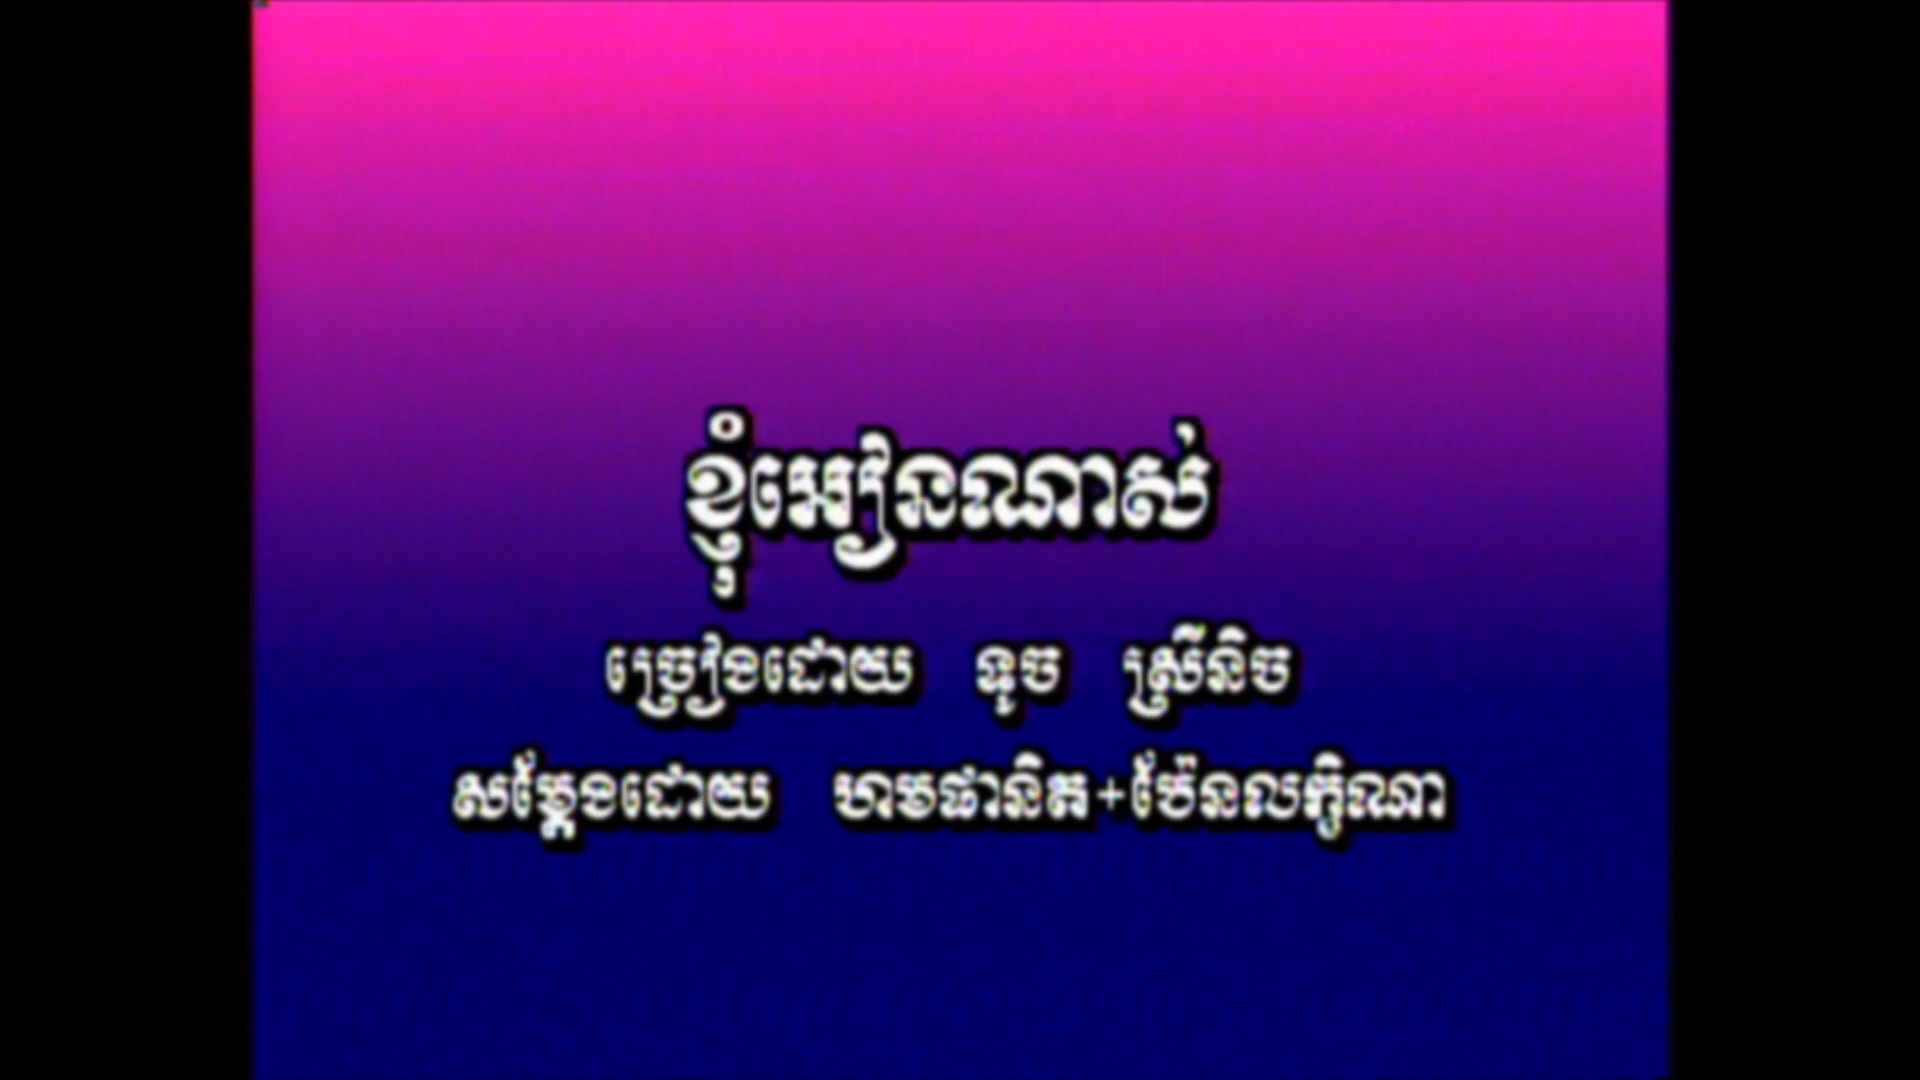 ខ្ញុំអៀនណាស់
ច្រៀងដោយ ទូច ស្រីនិច
សម្តែងដោយ ហាមផានិត+ប៉ែនលក្ខិណា